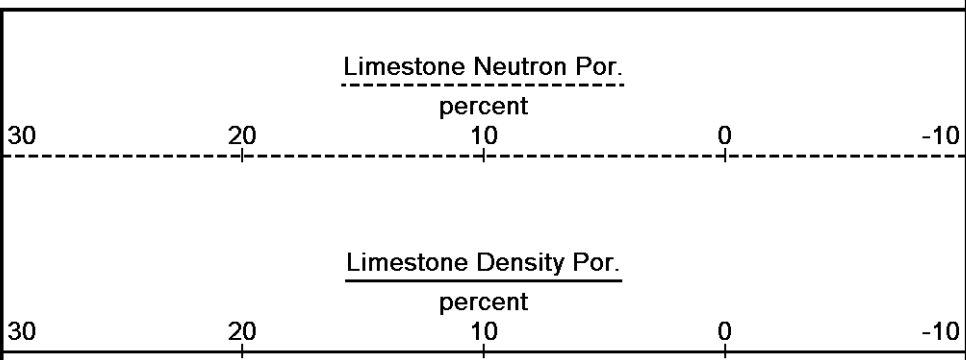 Limestone Neutron Por.
percent
30 20 10 0 -10
Limestone Density Por.
percent
30 20 10 0 -10